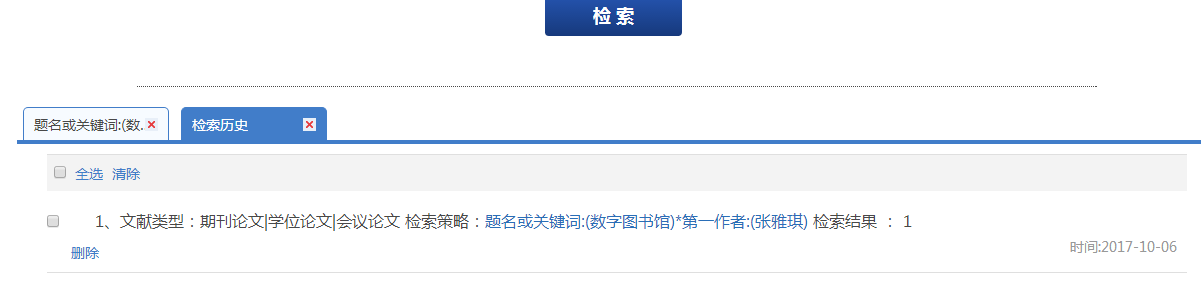 检索
题名或关键词:(数.
检索历史
全选 清除
1、文献类型：期刊论文|学位论文|会议论文 检索策略：题名或关键词:(数字图书馆)*第一作者:(张雅琪) 检索结果 ： 1
时间:2017-10-06
删除